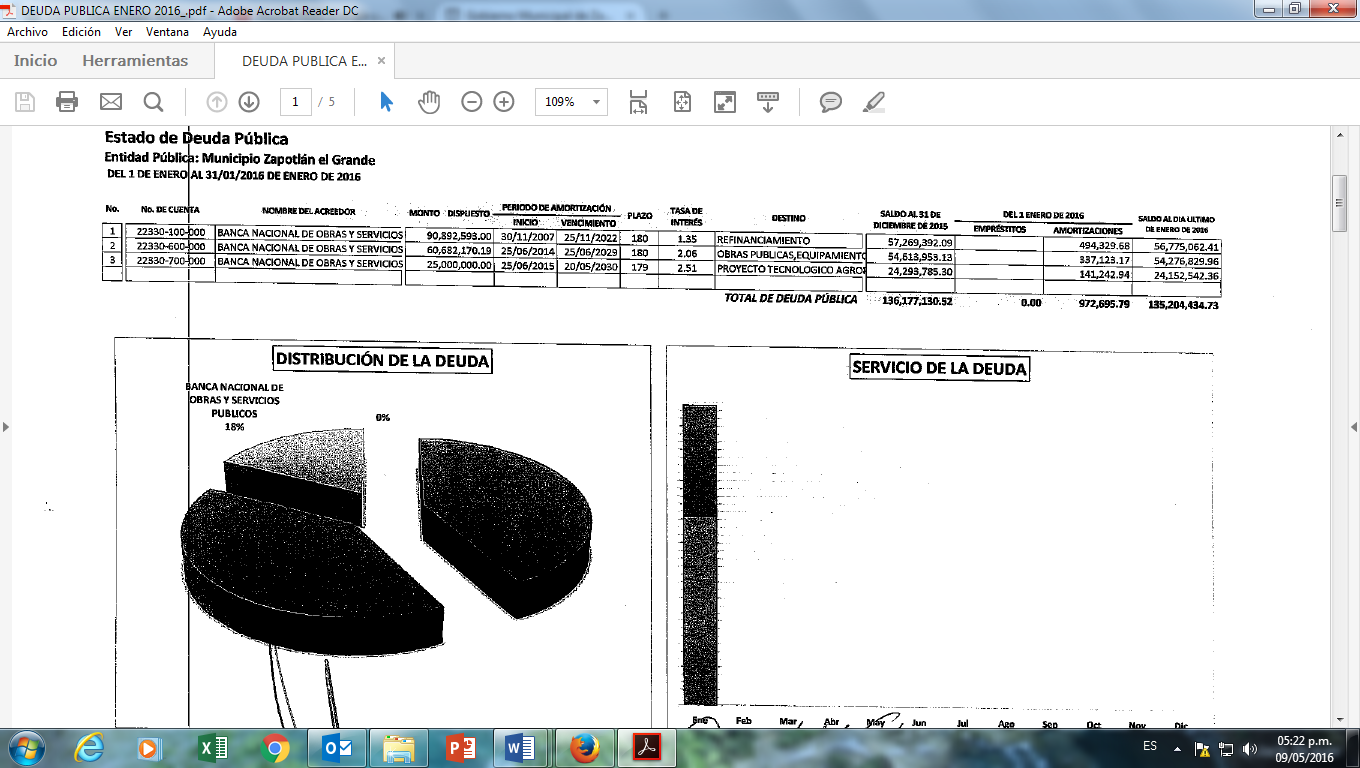 DEUDA PUBLICA ENERO 2016_.pdf - Adobe Acrobat Reader DC
Archivo Edición Ver Ventana Ayuda
Inicio Herramientas DEUDA PUBLICA E... ×
1 / 5 109%
Estado de Deuda Pública
Entidad Pública: Municipio Zapotlán el Grande
DEL 1 DE ENERO AL 31/01/2016 DE ENERO DE 2016
No. No. DE CUENTA NOMBRE DEL ACREEDOR MONTO DISPUESTO PERIODO DE AMORTIZACIÓN INICIO VENCIMIENTO PLAZO TASA DE INTERÉS DESTINO SALDO AL 31 DE DICIEMBRE DE 2015 DEL 1 ENERO DE 2016 EMPRÉSTITOS AMORTIZACIONES SALDO AL DIA ULTIMO DE ENERO DE 2016
1 22330-100-000 BANCA NACIONAL DE OBRAS Y SERVICIOS 90,892,593.00 30/11/2007 25/11/2022 180 1.35 REFINANCIAMIENTO 57,269,392.09 494,329.68 56,775,062.41
2 22330-600-000 BANCA NACIONAL DE OBRAS Y SERVICIOS 60,682,170.19 25/06/2014 25/06/2029 180 2.06 OBRAS PUBLICAS,EQUIPAMIENTO 54,613,953.13 337,123.17 54,276,829.96
3 22330-700-000 BANCA NACIONAL DE OBRAS Y SERVICIOS 25,000,000.00 25/06/2015 20/05/2030 179 2.51 PROYECTO TECNOLOGICO AGRO 24,293,785.30 141,242.94 24,152,542.36
TOTAL DE DEUDA PÚBLICA 136,177,130.52 0.00 972,695.79 135,204,434.73
DISTRIBUCIÓN DE LA DEUDA
BANCA NACIONAL DE
OBRAS Y SERVICIOS
PUBLICOS
18%
0%
SERVICIO DE LA DEUDA
Ene Feb Mar Abr May Jun Jul Ago Sep Oct Nov Dic
ES 05:22 p.m.
09/05/2016